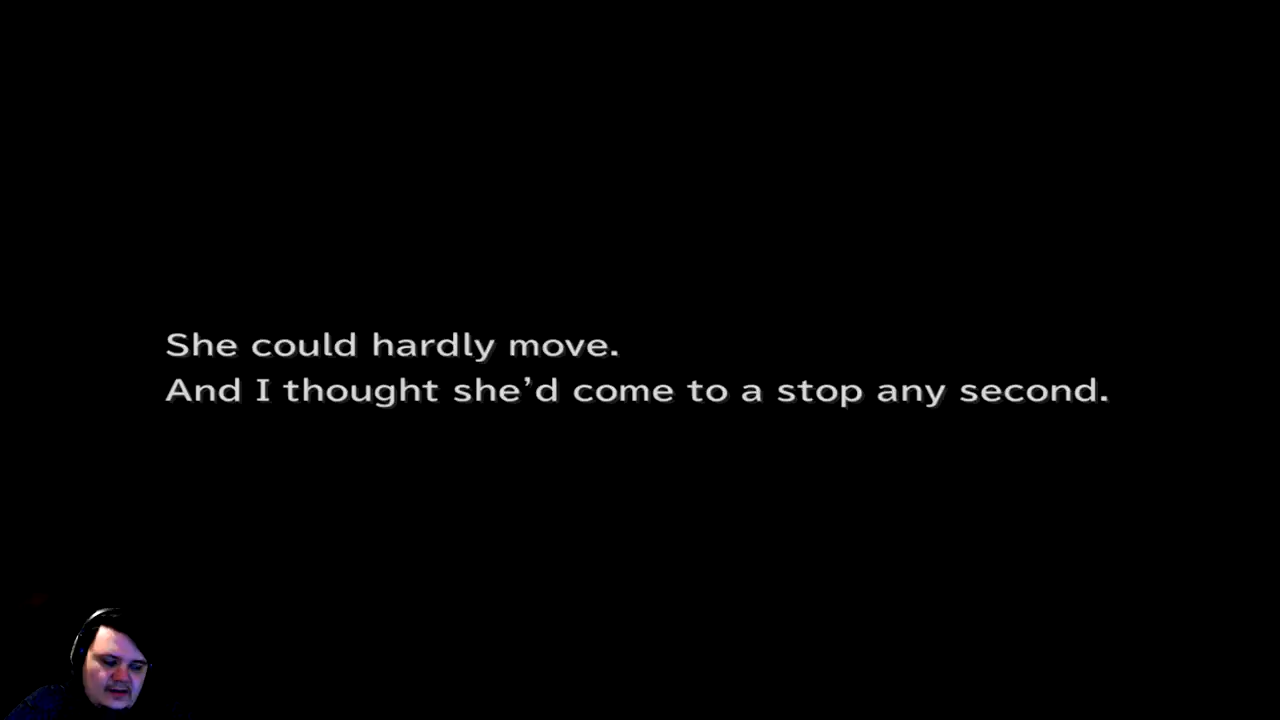 She could hardly move.
And I thought she’d come to a stop any second.